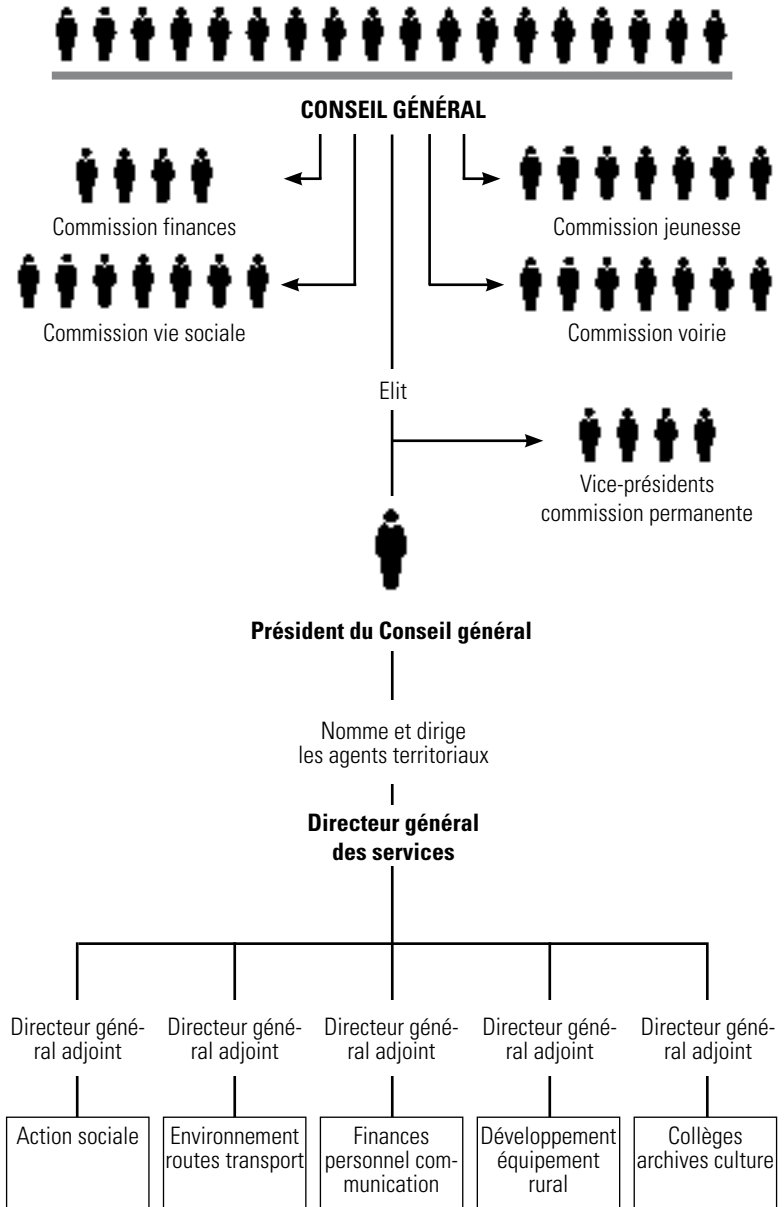 CONSEIL GÉNÉRAL
Commission finances
Commission jeunesse
Commission vie sociale
Commission voirie
Elit
Vice-présidents
commission permanente
Président du Conseil général
Nomme et dirige
les agents territoriaux
Directeur général
des services
Directeur géné-
ral adjoint
Directeur géné-
ral adjoint
Directeur géné-
ral adjoint
Directeur géné-
ral adjoint
Directeur géné-
ral adjoint
Action sociale
Environnement
routes transport
Finances
personnel com-
munication
Développement
équipement
rural
Collèges
archives culture